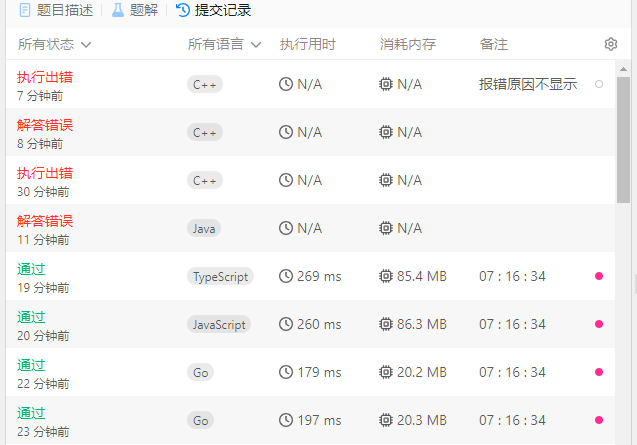 题目描述 题解 提交记录
所有状态 所有语言 执行用时 消耗内存 备注
执行出错 C++ N/A N/A 报错原因不显示
7 分钟前
解答错误 C++ N/A N/A
8 分钟前
执行出错 C++ N/A N/A
30 分钟前
解答错误 Java N/A N/A
11 分钟前
通过 TypeScript 269 ms 85.4 MB 07 : 16 : 34
19 分钟前
通过 JavaScript 260 ms 86.3 MB 07 : 16 : 34
20 分钟前
通过 Go 179 ms 20.2 MB 07 : 16 : 34
22 分钟前
通过 Go 197 ms 20.3 MB 07 : 16 : 34
23 分钟前